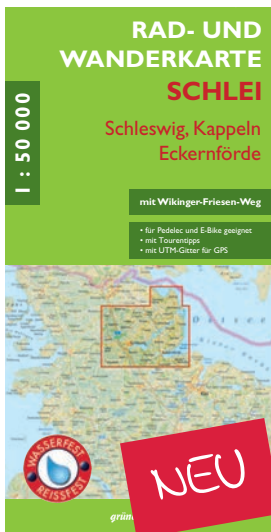 RAD- UND
WANDERKARTE
SCHLEI
Schleswig, Kappeln
Eckernförde
1 : 50 000
mit Wikinger-Friesen-Weg
• für Pedelec und E-Bike geeignet
• mit Tourentipps
• mit UTM-Gitter für GPS
WASSERFEST
REISSFEST
NEU